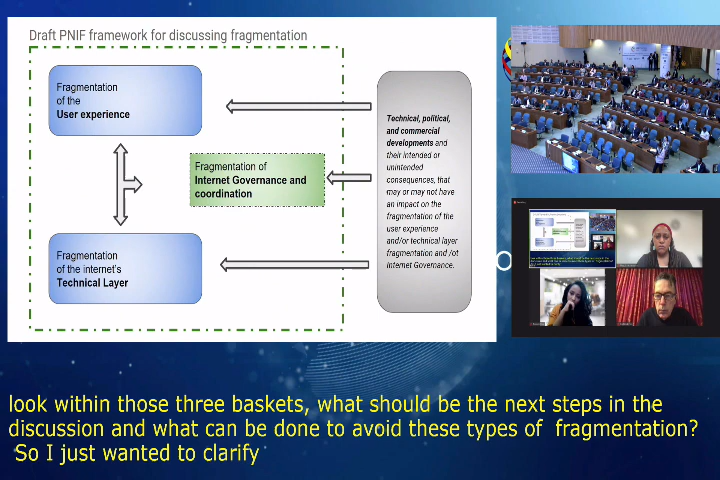 Draft PNIF framework for discussing fragmentation
Fragmentation
of the
User experience
Fragmentation of
Internet Governance and
coordination
Fragmentation
of the internet's
Technical Layer
Technical, political,
and commercial
developments and
their intended or
unintended
consequences, that
may or may not have
an impact on the
fragmentation of the
user experience
and/or technical layer
fragmentation and /ot
Internet Governance.
look within those three baskets, what should be the next steps in the
discussion and what can be done to avoid these types of fragmentation?
So I just wanted to clarify